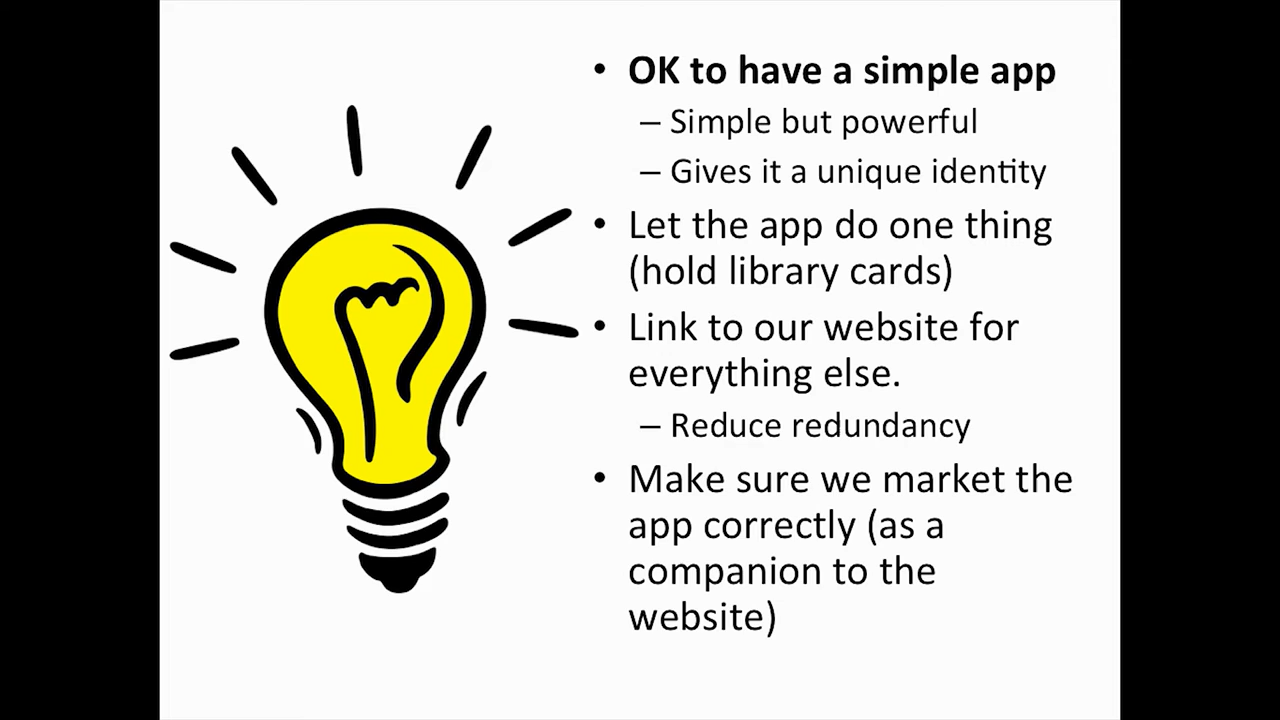 • OK to have a simple app
– Simple but powerful
– Gives it a unique identity
• Let the app do one thing
(hold library cards)
• Link to our website for
everything else.
– Reduce redundancy
• Make sure we market the
app correctly (as a
companion to the
website)